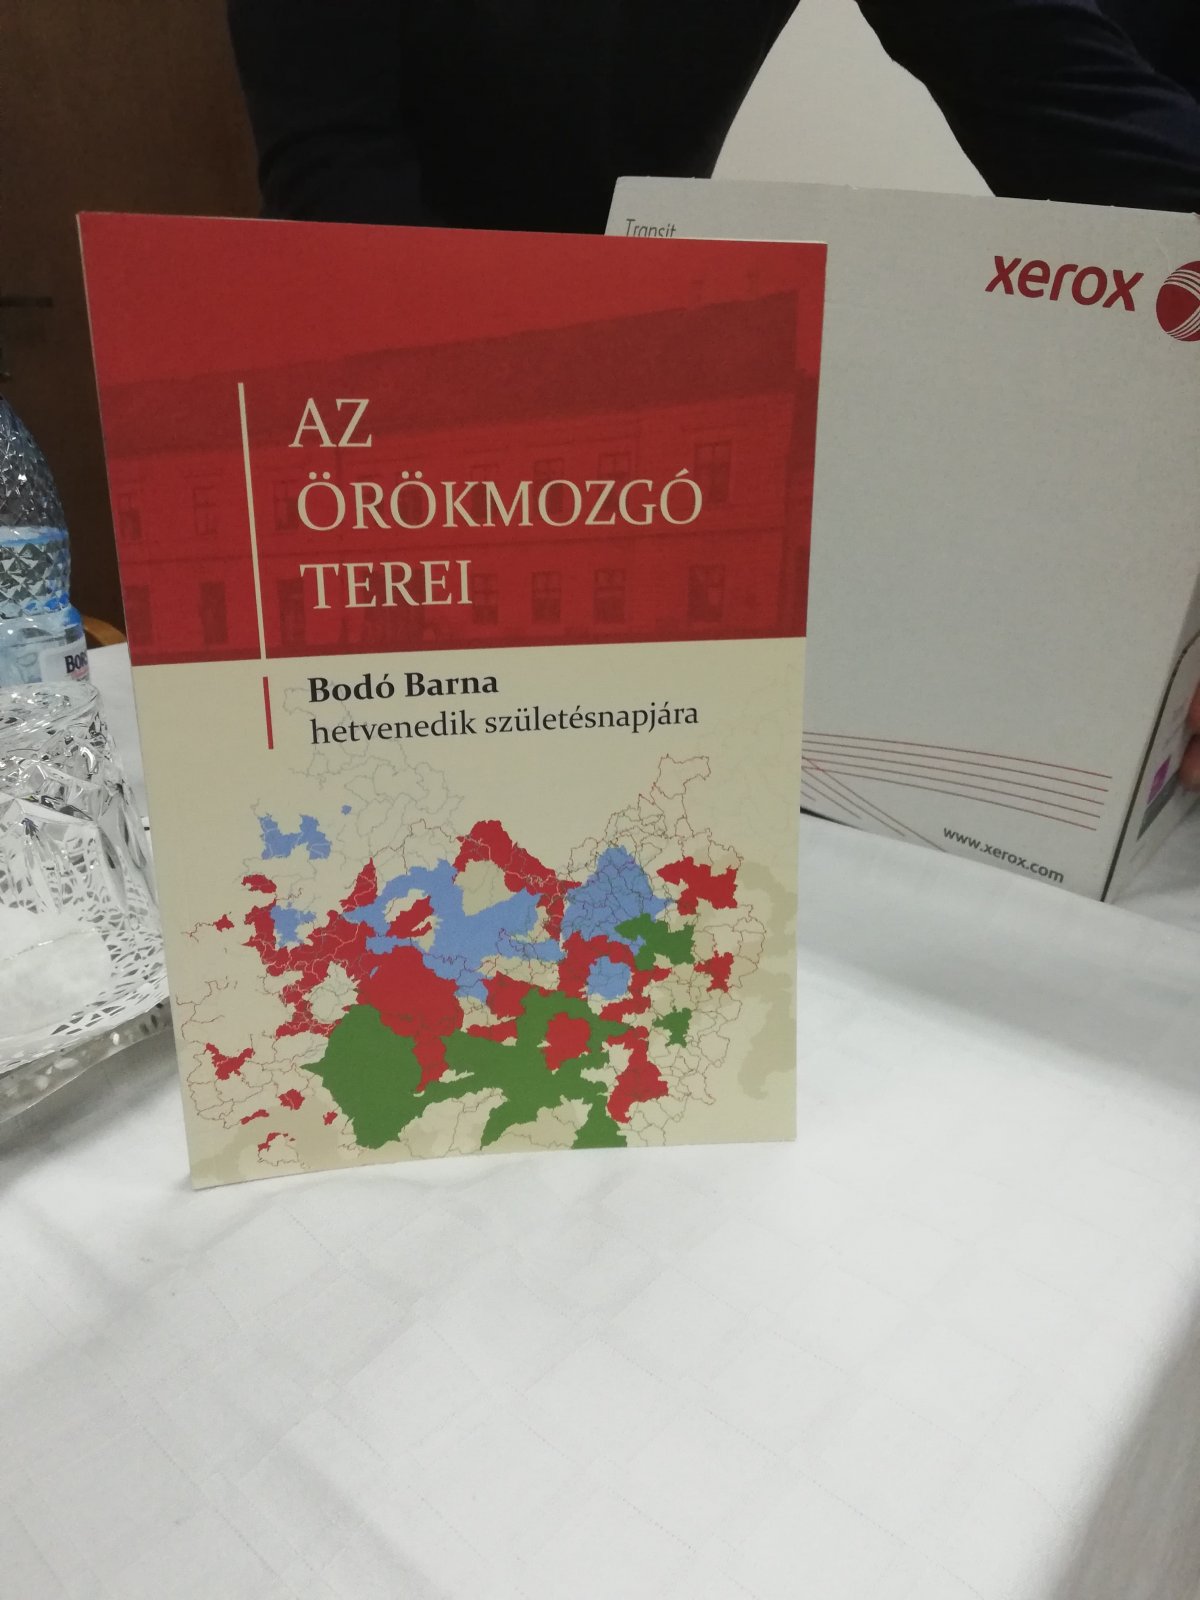 Transit
xerox
AZ
ÖRÖKMOZGÓ
TEREI
Bodó Barna
hetvenedik születésnapjára
www.xerox.com